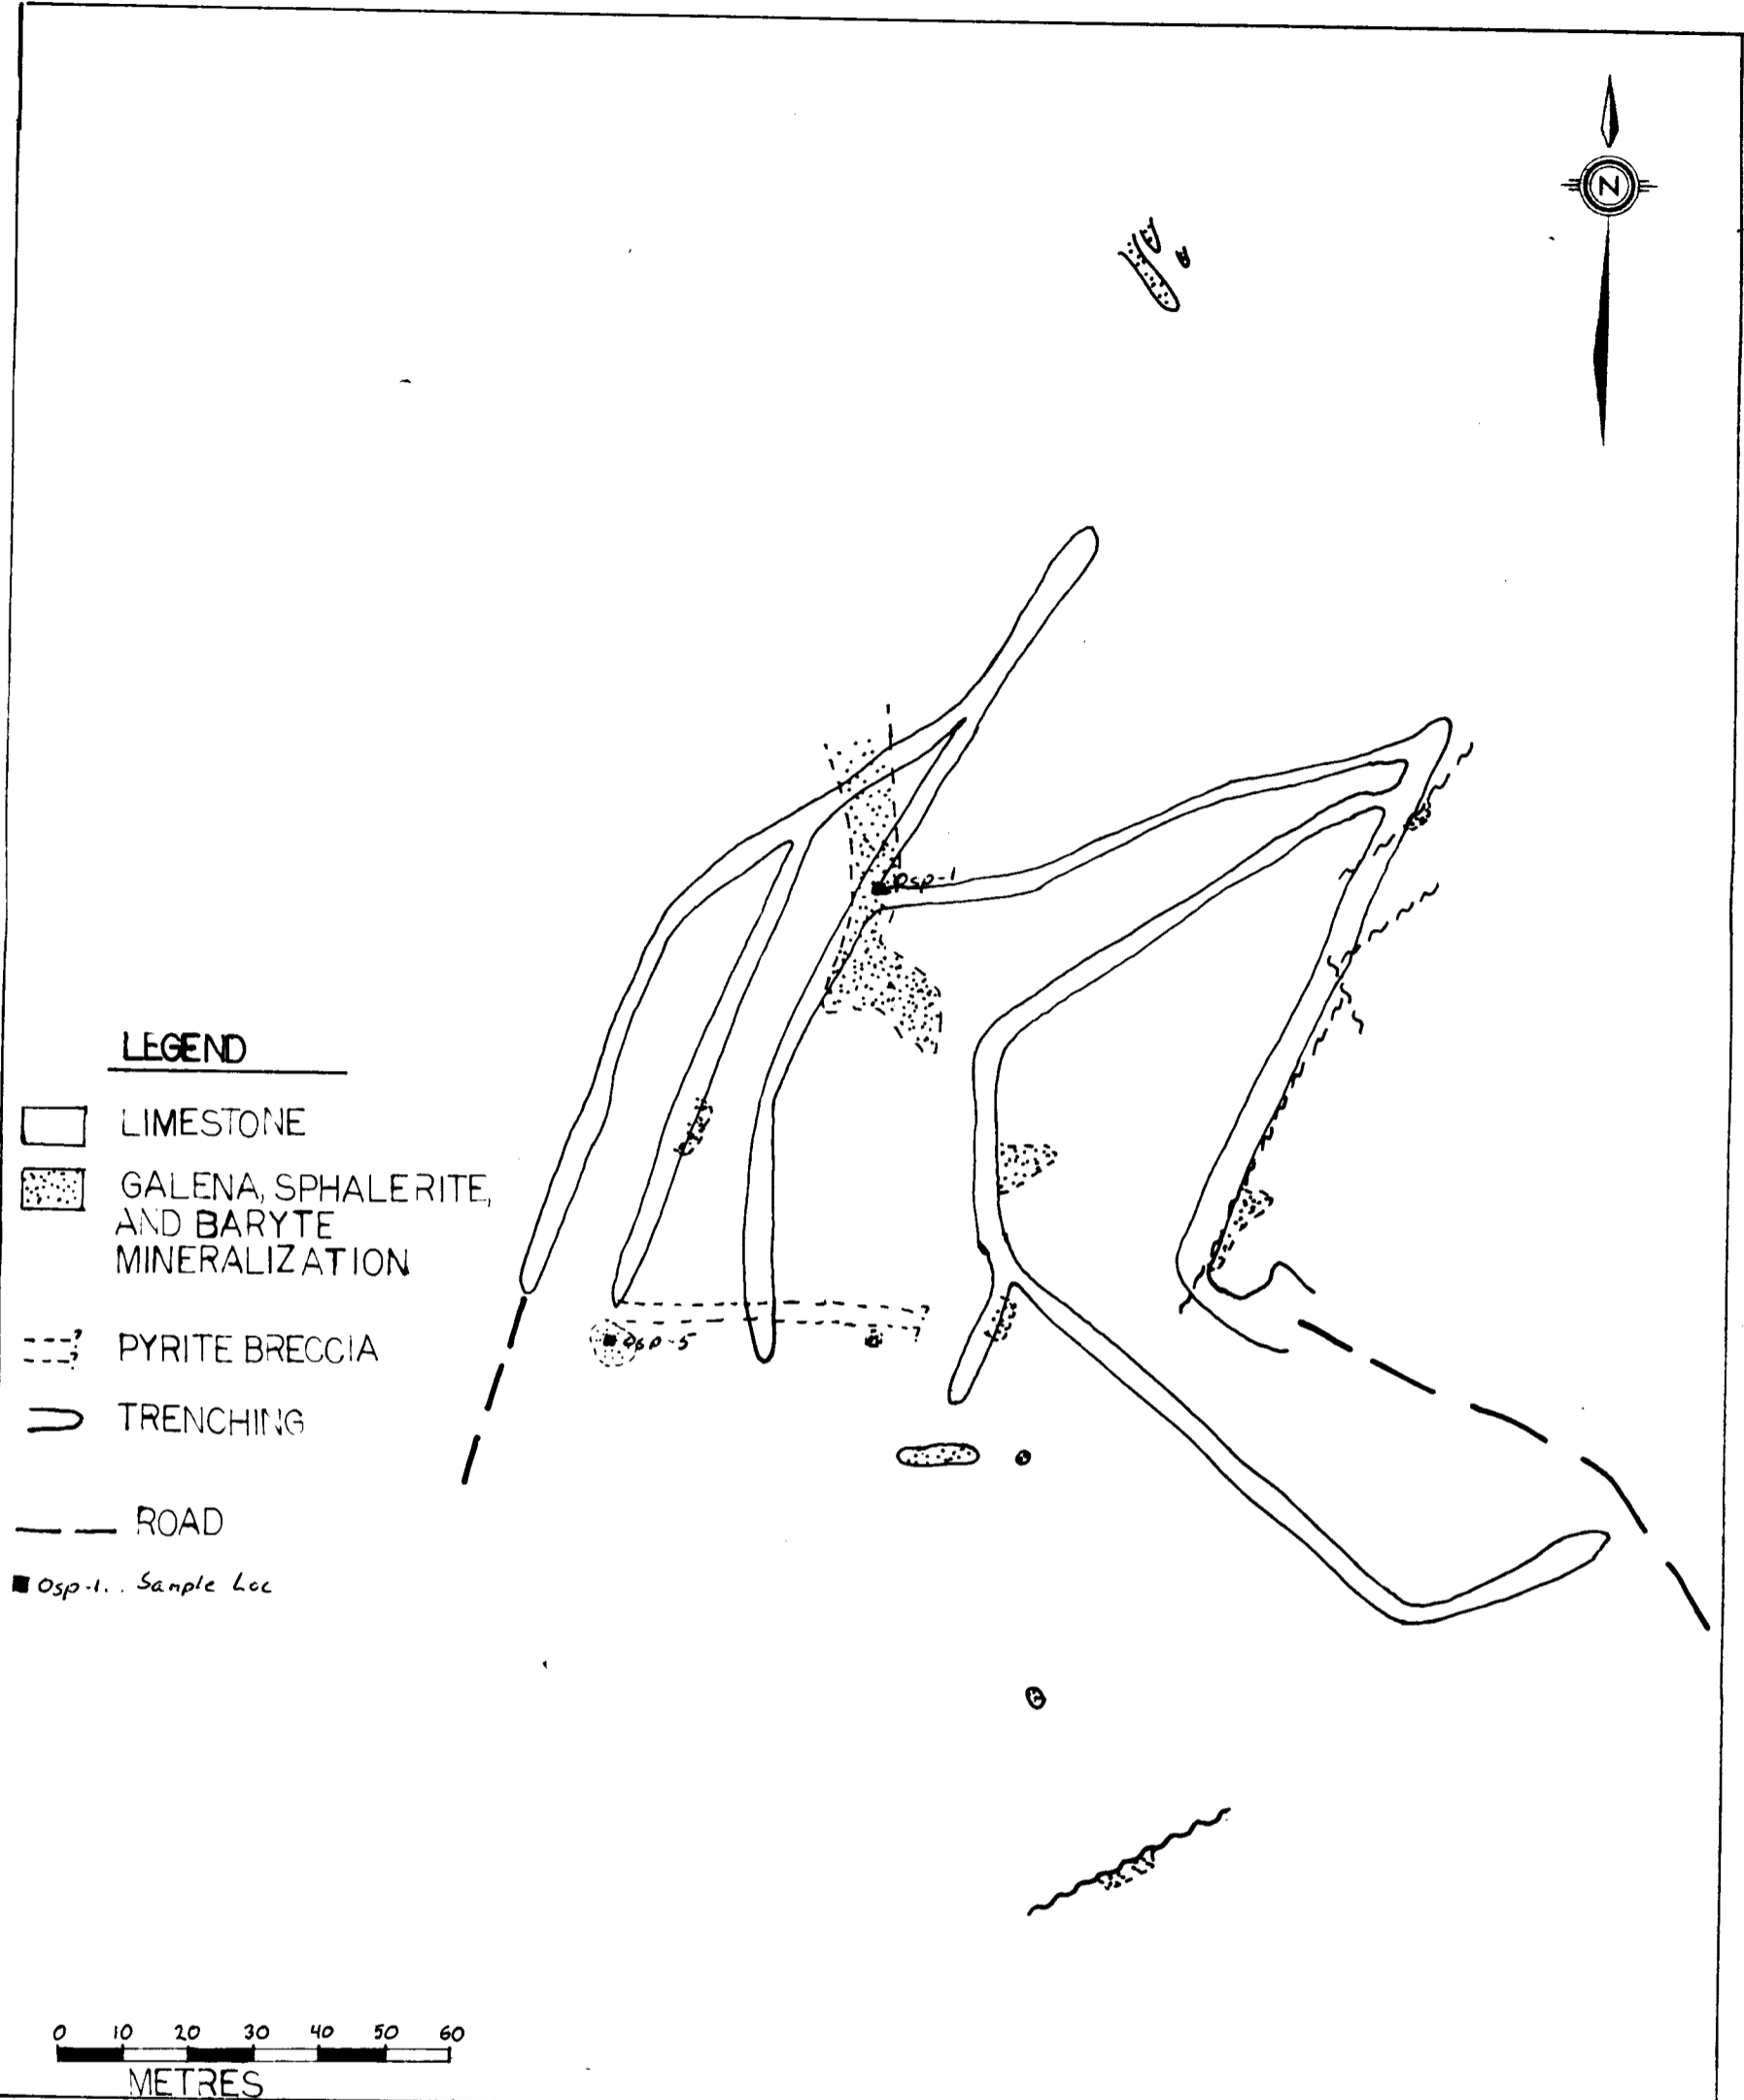 N
Osp-1
Osp-5
LEGEND
LIMESTONE
GALENA, SPHALERITE,
AND BARYTE
MINERALIZATION
? PYRITE BRECCIA
?
TRENCHING
ROAD
Osp-1.. Sample Loc
?
?
0 10 20 30 40 50 60
METRES